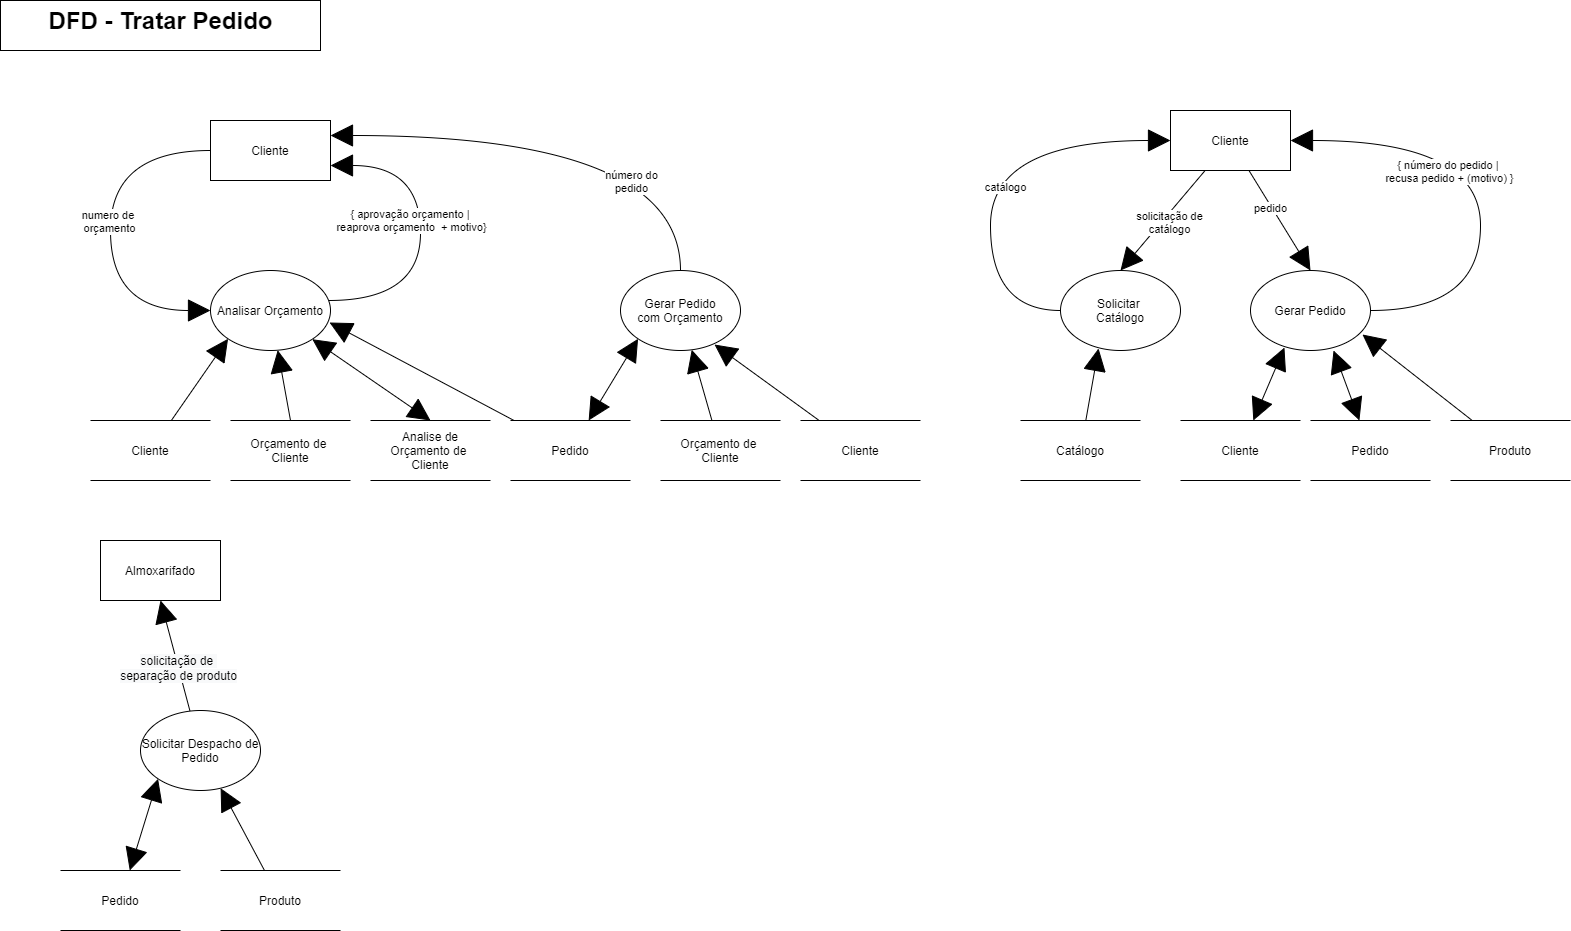 DFD - Tratar Pedido
Cliente
numero de
orçamento
{ aprovação orçamento |
reaprova orçamento  + motivo}
número do
pedido
Analisar Orçamento
Gerar Pedido
com Orçamento
Cliente
Orçamento de
Cliente
Analise de
Orçamento de
Cliente
Pedido
Orçamento de
Cliente
Cliente
Cliente
catálogo
solicitação de
catálogo
pedido
{ número do pedido |
recusa pedido + (motivo) }
Solicitar
Catálogo
Gerar Pedido
Catálogo
Cliente
Pedido
Produto
Almoxarifado
solicitação de
separação de produto
Solicitar Despacho de
Pedido
Pedido
Produto